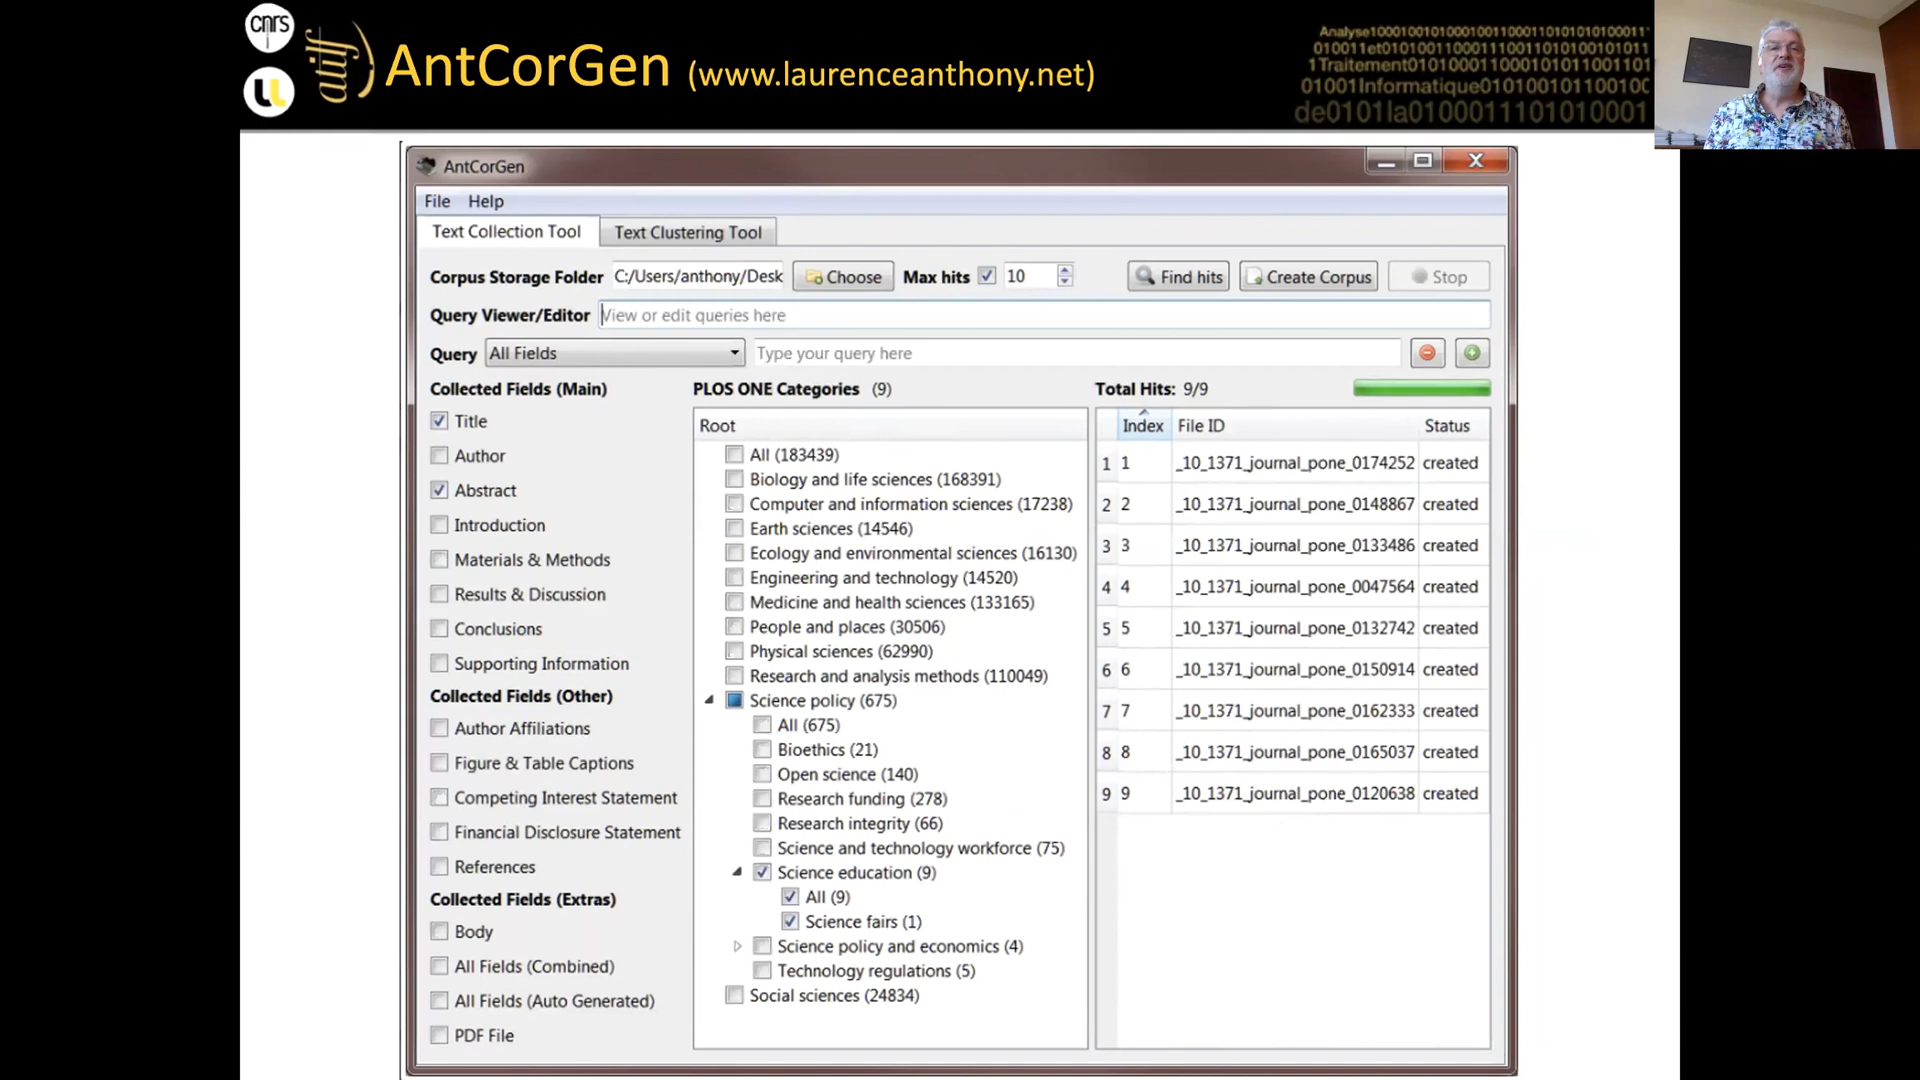 cnrs
atilf
AntCorGen (www.laurenceanthony.net)
Analyse10001001010001001100011010101010100011
010011et01010011000111001101010010101
1Traitement01010110001010110101001010
01001Informatique010100101011001010
de0101la0100011101010001
AntCorGen
File Help
Text Collection Tool Text Clustering Tool
Corpus Storage Folder C:/Users/anthony/Desk Choose Max hits 10 Find hits Create Corpus Stop
Query Viewer/Editor View or edit queries here
Query All Fields Type your query here
Collected Fields (Main)
Title
Author
Abstract
Introduction
Materials & Methods
Results & Discussion
Conclusions
Supporting Information
Collected Fields (Other)
Author Affiliations
Figure & Table Captions
Competing Interest Statement
Financial Disclosure Statement
References
Collected Fields (Extras)
Body
All Fields (Combined)
All Fields (Auto Generated)
PDF File
PLOS ONE Categories (9)
Root
All (183439)
Biology and life sciences (168391)
Computer and information sciences (17238)
Earth sciences (14546)
Ecology and environmental sciences (16130)
Engineering and technology (14520)
Medicine and health sciences (133165)
People and places (30506)
Physical sciences (62990)
Research and analysis methods (110049)
Science policy (675)
All (675)
Bioethics (21)
Open science (140)
Research funding (278)
Research integrity (66)
Science and technology workforce (75)
Science education (9)
All (9)
Science fairs (1)
Science policy and economics (4)
Technology regulations (5)
Social sciences (24834)
Total Hits: 9/9
Index File ID Status
1 1 _10_1371_journal_pone_0174252 created
2 2 _10_1371_journal_pone_0148867 created
3 3 _10_1371_journal_pone_0133486 created
4 4 _10_1371_journal_pone_0047564 created
5 5 _10_1371_journal_pone_0132742 created
6 6 _10_1371_journal_pone_0150914 created
7 7 _10_1371_journal_pone_0162333 created
8 8 _10_1371_journal_pone_0165037 created
9 9 _10_1371_journal_pone_0120638 created